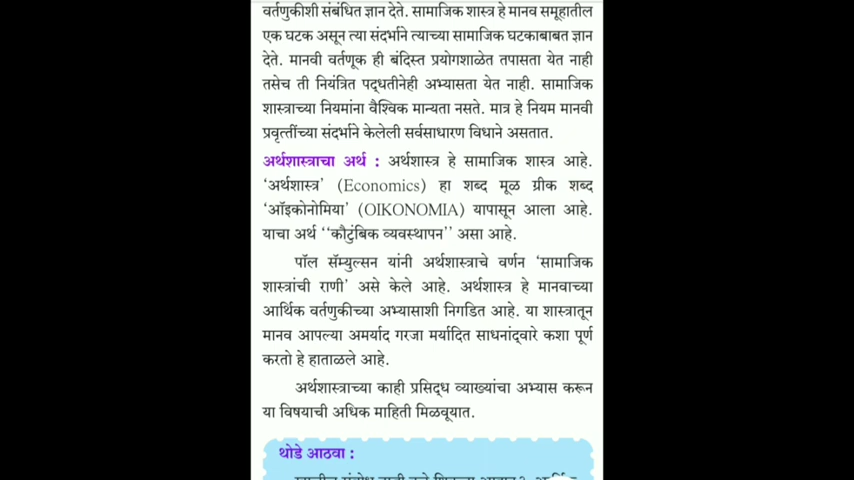 वर्तणुकीशी संबंधित ज्ञान देते. सामाजिक शास्त्र हे मानव समूहातील
एक घटक असून त्या संदर्भाने त्याच्या सामाजिक घटकाबाबत ज्ञान
देते. मानवी वर्तणूक ही बंदिस्त प्रयोगशाळेत तपासता येत नाही
तसेच ती नियंत्रित पद्धतीनेही अभ्यासता येत नाही. सामाजिक
शास्त्राच्या नियमांना वैश्विक मान्यता नसते. मात्र हे नियम मानवी
प्रवृत्तींच्या संदर्भाने केलेली सर्वसाधारण विधाने असतात.
अर्थशास्त्राचा अर्थ : अर्थशास्त्र हे सामाजिक शास्त्र आहे.
‘अर्थशास्त्र’ (Economics) हा शब्द मूळ ग्रीक शब्द
‘ऑइकोनोमिया’ (OIKONOMIA) यापासून आला आहे.
याचा अर्थ ‘‘कौटुंबिक व्यवस्थापन’’ असा आहे.
पॉल सॅम्युल्सन यांनी अर्थशास्त्राचे वर्णन ‘सामाजिक
शास्त्रांची राणी’ असे केले आहे. अर्थशास्त्र हे मानवाच्या
आर्थिक वर्तणुकीच्या अभ्यासाशी निगडित आहे. या शास्त्रातून
मानव आपल्या अमर्याद गरजा मर्यादित साधनांद्वारे कशा पूर्ण
करतो हे हाताळले आहे.
अर्थशास्त्राच्या काही प्रसिद्ध व्याख्यांचा अभ्यास करून
या विषयाची अधिक माहिती मिळवूयात.
थोडे आठवा :